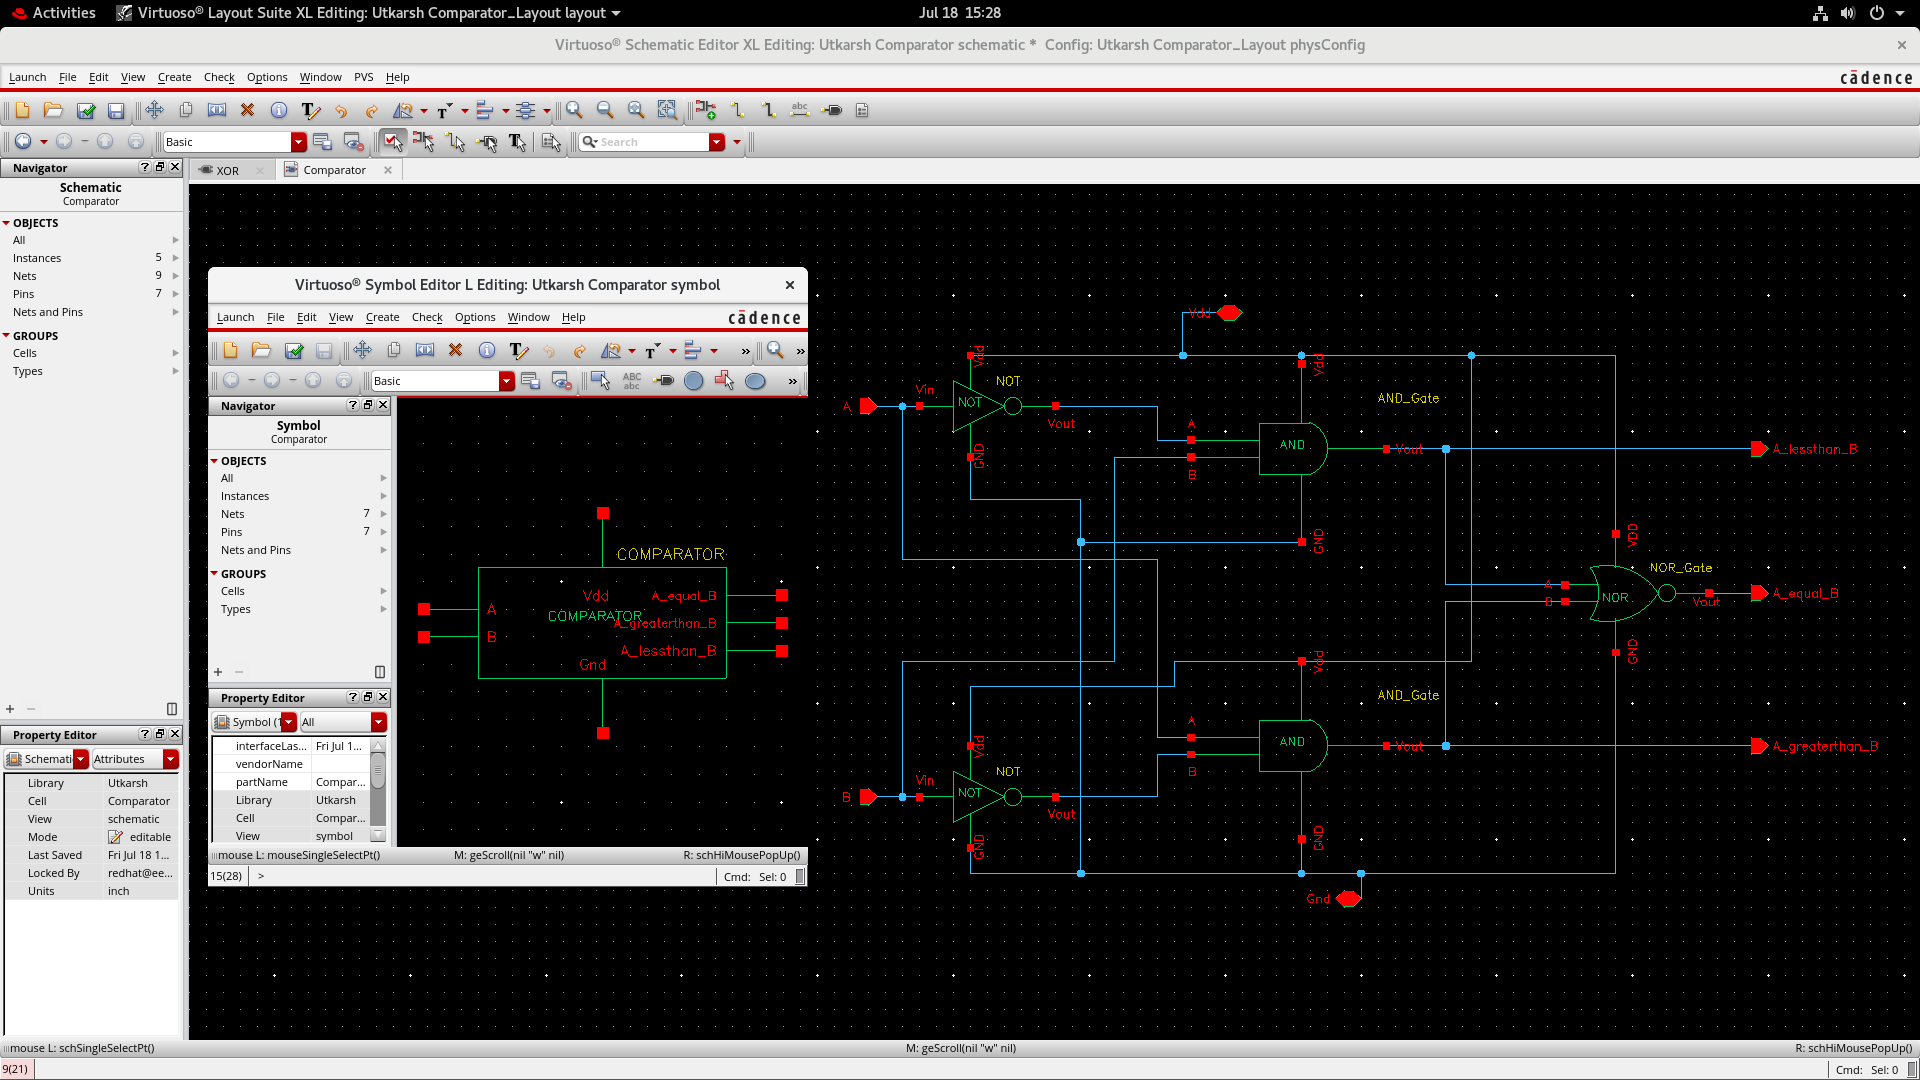 Activities
Virtuoso® Layout Suite XL Editing: Utkarsh Comparator_Layout layout
Jul 18 15:28
Virtuoso® Schematic Editor XL Editing: Utkarsh Comparator schematic * Config: Utkarsh Comparator_Layout physConfig
Launch File Edit View Create Check Options Window PVS Help
cādence
Basic
Search
Navigator
XOR
Comparator
Schematic
Comparator
OBJECTS
All
Instances 5
Nets 9
Pins 7
Nets and Pins
GROUPS
Cells
Types
Property Editor
Schemati
Attributes
Library Utkarsh
Cell Comparator
View schematic
Mode editable
Last Saved Fri Jul 18 1...
Locked By redhat@ee...
Units inch
Virtuoso® Symbol Editor L Editing: Utkarsh Comparator symbol
Launch File Edit View Create Check Options Window Help
cādence
Basic
Navigator
Symbol
Comparator
OBJECTS
All
Instances
Nets 7
Pins 7
Nets and Pins
GROUPS
Cells
Types
Property Editor
Symbol (1
All
interfaceLas... Fri Jul 1...
vendorName
partName Compar...
Library Utkarsh
Cell Compar...
View symbol
COMPARATOR
Vdd
A_equal_B
A
COMPARATOR
A_greaterthan_B
B
A_lessthan_B
Gnd
mouse L: mouseSingleSelectPt()
M: geScroll(nil "w" nil)
R: schHiMousePopUp()
15(28)
>
Cmd: Sel: 0
Vdd
Vdd
Vdd
NOT
Vin
NOT
A
Vout
GND
AND_Gate
A
AND
B
Vout
A_lessthan_B
GND
VDD
NOR_Gate
A
B
NOR
Vout
A_equal_B
GND
Vdd
AND_Gate
A
AND
B
Vout
A_greaterthan_B
GND
Vdd
NOT
Vin
NOT
B
Vout
GND
Gnd
mouse L: schSingleSelectPt()
M: geScroll(nil "w" nil)
R: schHiMousePopUp()
9(21)
Cmd: Sel: 0